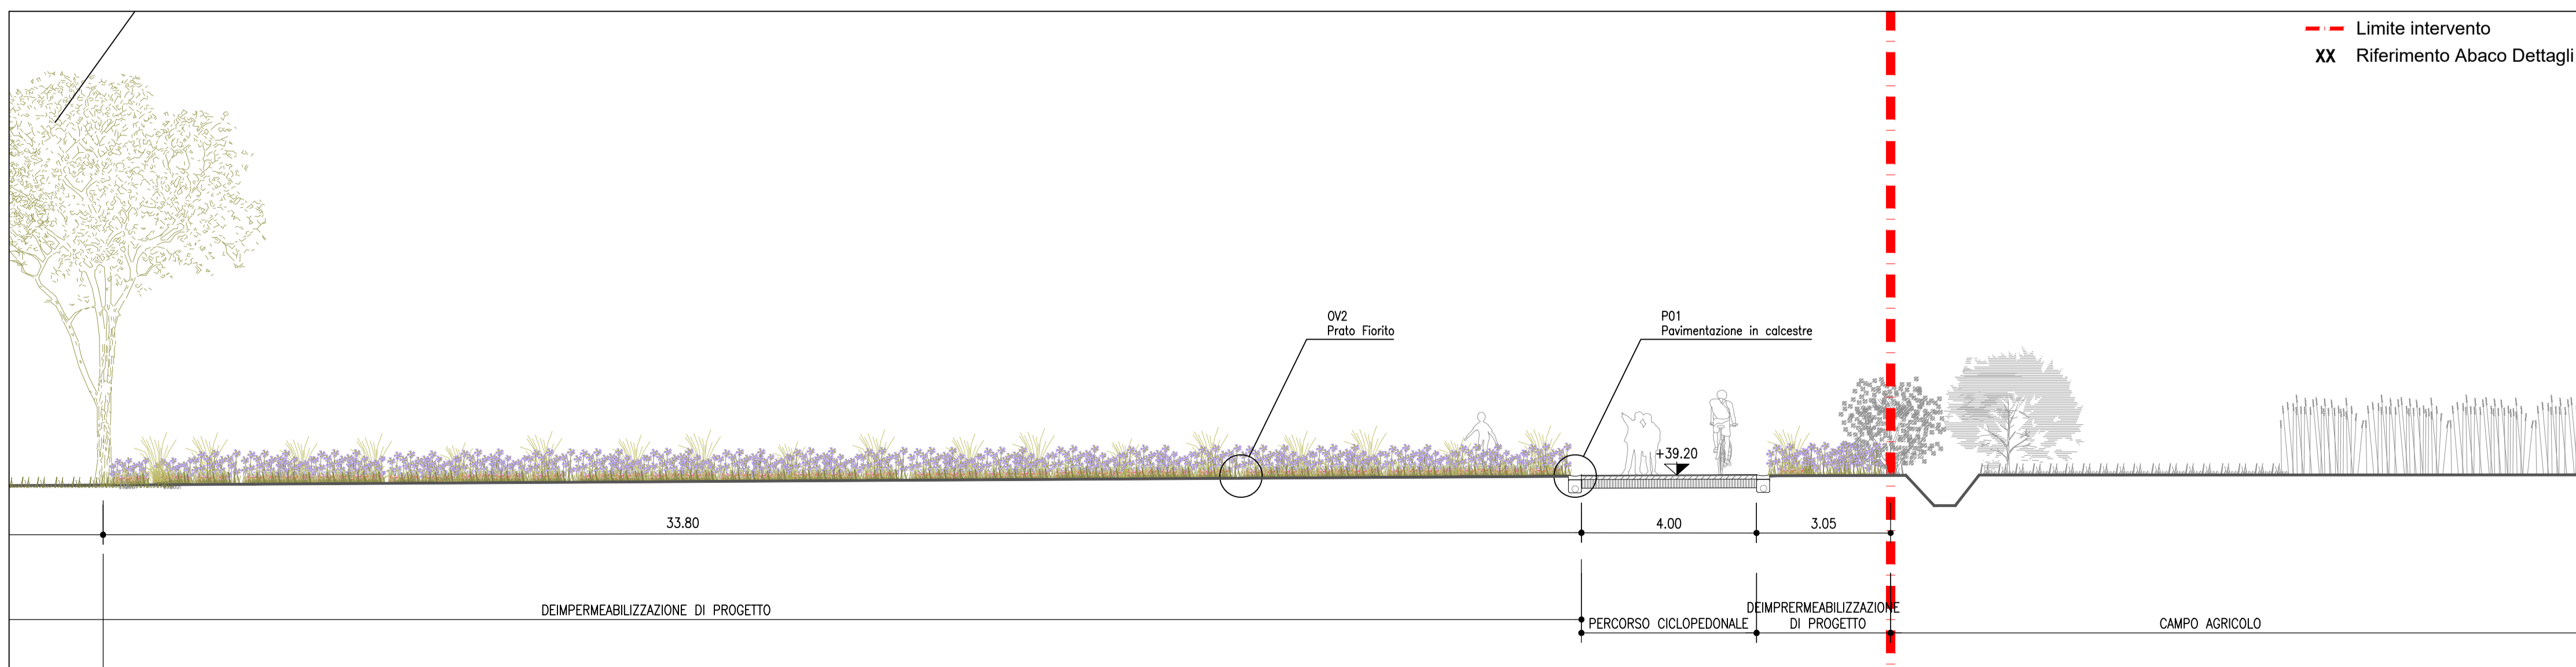 Limite intervento
XX Riferimento Abaco Dettagli
OV2
Prato Fiorito
P01
Pavimentazione in calcestre
+39.20
33.80
4.00
3.05
DEIMPERMEABILIZZAZIONE DI PROGETTO
PERCORSO CICLOPEDONALE
DEIMPRERMEABILIZZAZIONE
DI PROGETTO
CAMPO AGRICOLO